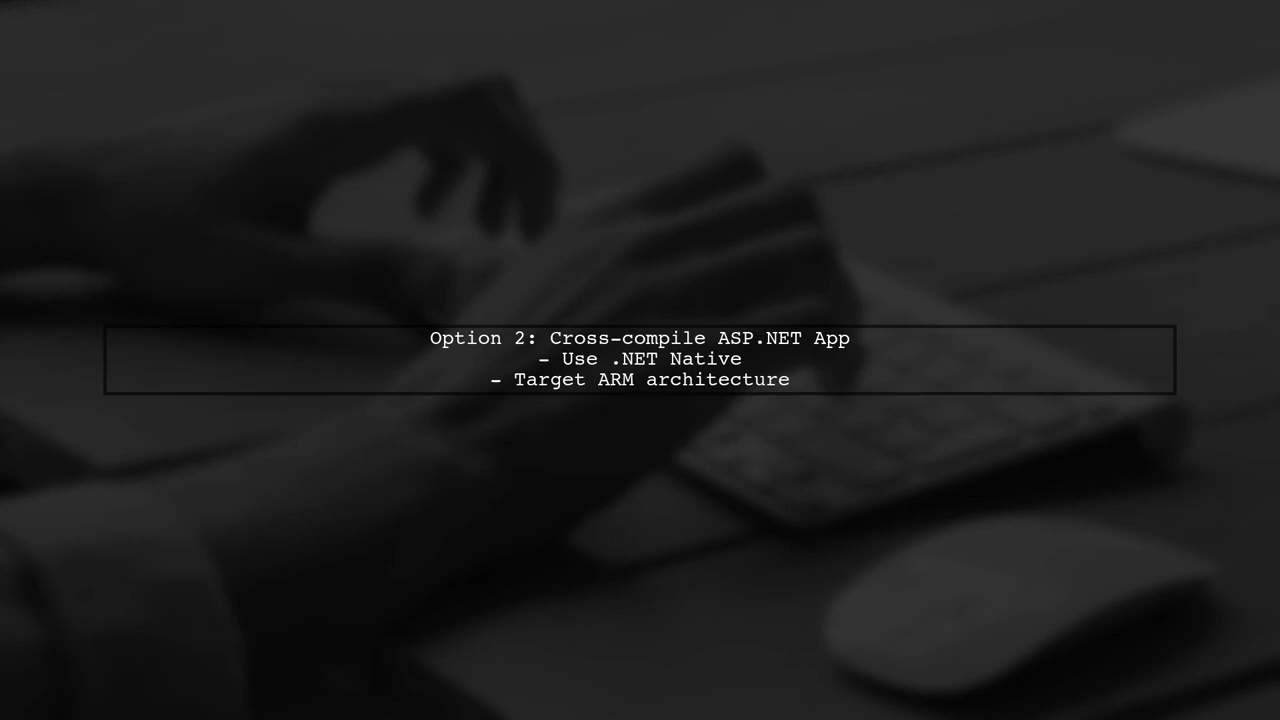 Option 2: Cross-compile ASP.NET App
- Use .NET Native
- Target ARM architecture